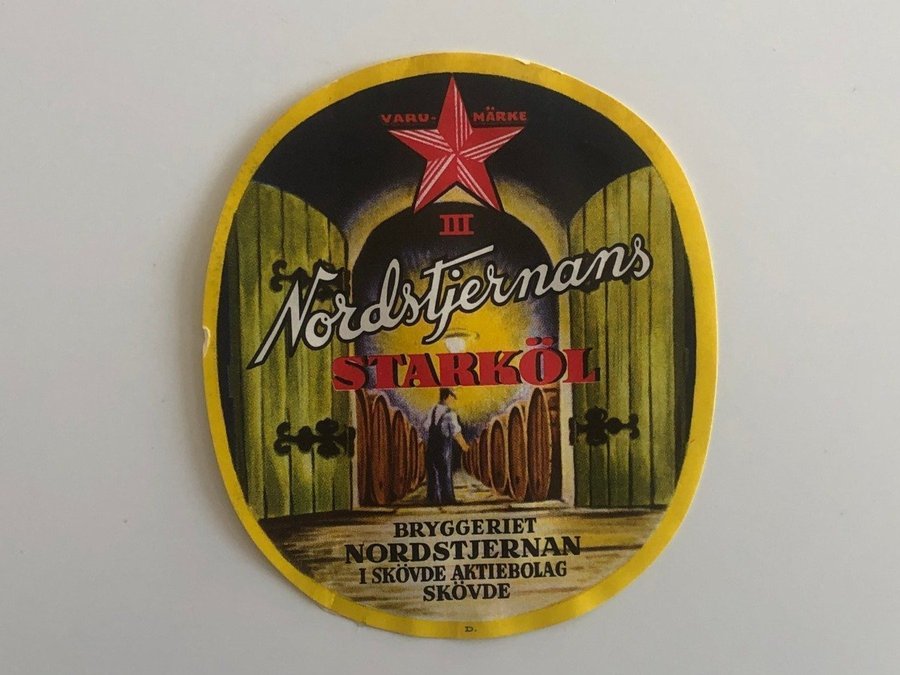 VARU- MÄRKE
III
Nordstjernans
STARKÖL
BRYGGERIET
NORDSTJERNAN
I SKÖVDE AKTIEBOLAG
SKÖVDE
D.